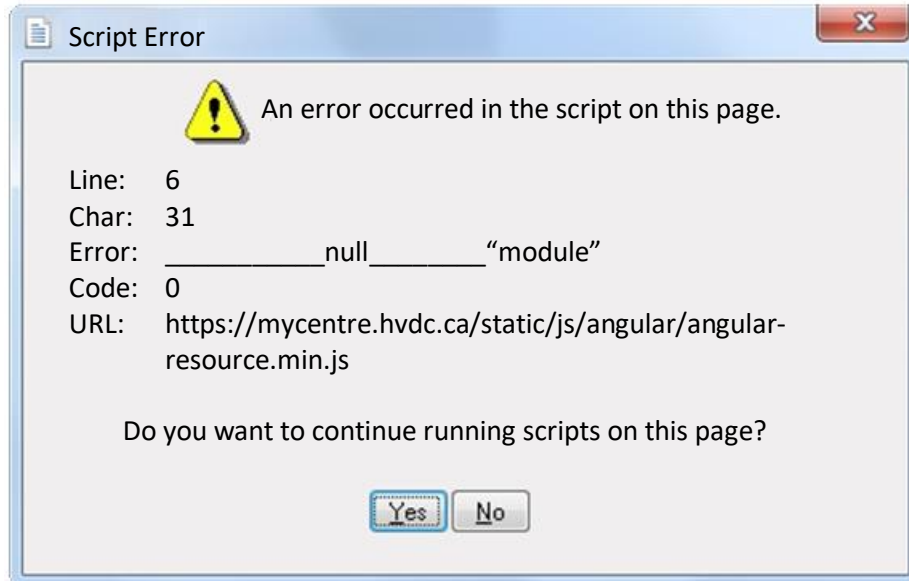 Script Error
An error occurred in the script on this page.
Line: 6
Char: 31
Error: ___________null________“module”
Code: 0
URL: https://mycentre.hvdc.ca/static/js/angular/angular-
resource.min.js
Do you want to continue running scripts on this page?
Yes No